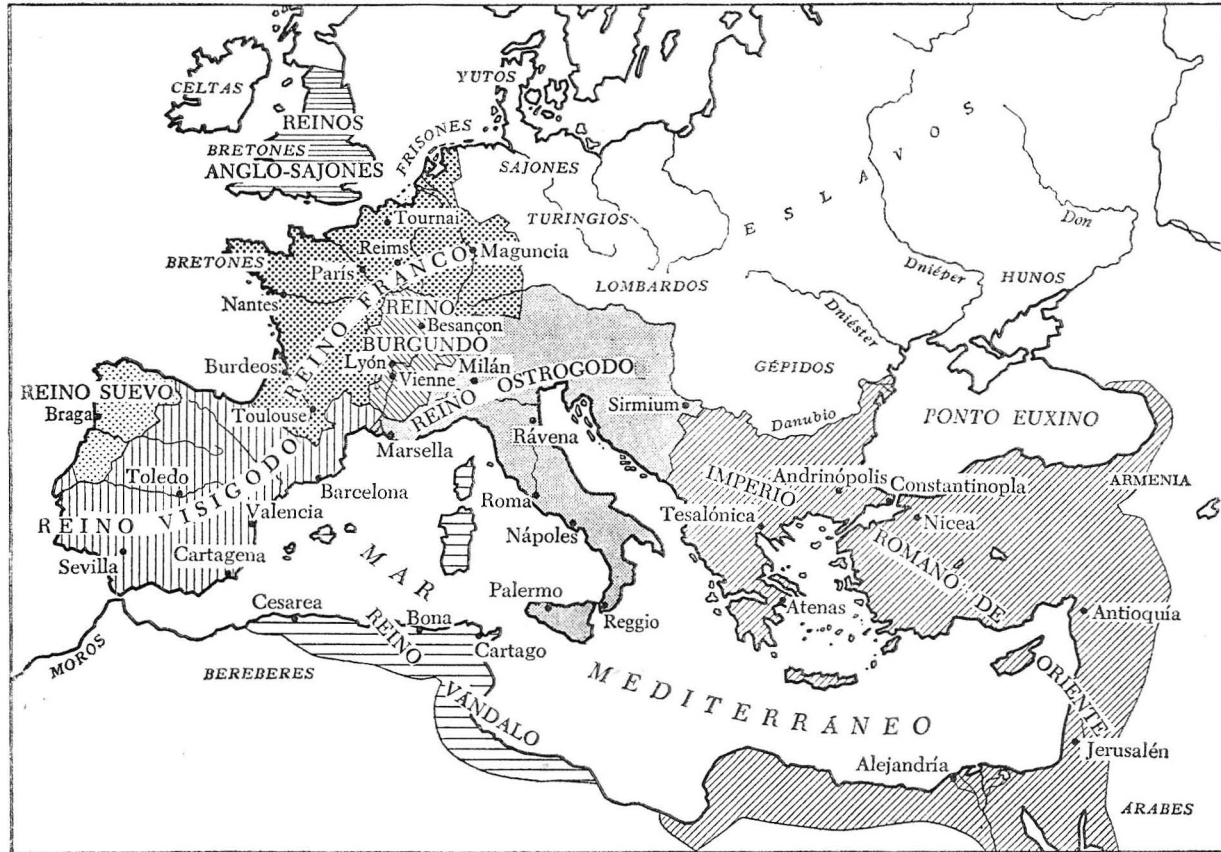 CELTAS
YUTOS
REINOS
BRETONES
ANGLO-SAJONES
FRISONES
SAJONES
ESLAVOS
TURINGIOS
Don
Tournai
Reims
Maguncia
BRETONES
París
REINO FRANCO
Dniéper
HUNOS
LOMBARDOS
Nantes
REINO
Besançon
BURGUNDO
Dniéster
Burdeos
Lyón
Vienne
Milán
REINO OSTROGODO
GÉPIDOS
REINO SUEVO
Braga
Toulouse
Sirmium
Danubio
PONTO EUXINO
Marsella
Rávena
Toledo
Barcelona
Roma
IMPERIO
Andrinópolis
Constantinopla
ARMENIA
REINO VISIGODO
Valencia
Nápoles
Tesalónica
Nicea
Sevilla
Cartagena
MAR
ROMANO DE
Palermo
Reggio
Atenas
Antioquía
Cesarea
REINO
Bona
Cartago
MOROS
BEREBERES
MEDITERRÁNEO
ORIENTE
VÁNDALO
Jerusalén
Alejandría
ÁRABES